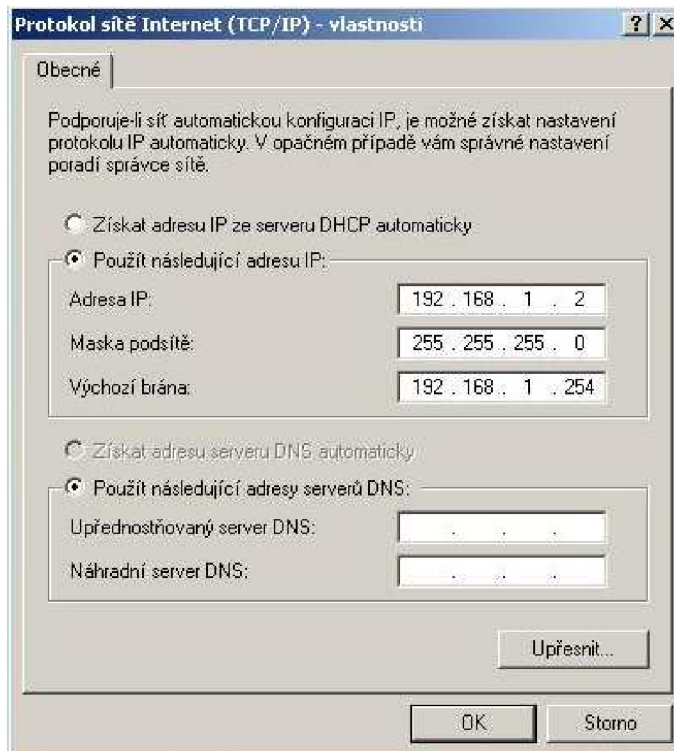 Protokol sítě Internet (TCP/IP) - vlastnosti
Obecné
Podporuje-li síť automatickou konfiguraci IP, je možné získat nastavení
protokolu IP automaticky. V opačném případě vám správné nastavení
poradí správce sítě.
Získat adresu IP ze serveru DHCP automaticky
Použít následující adresu IP:
Adresa IP: 192 . 168 . 1 . 2
Maska podsítě: 255 . 255 . 255 . 0
Výchozí brána: 192 . 168 . 1 . 254
Získat adresu serveru DNS automaticky
Použít následující adresy serverů DNS:
Upřednostňovaný server DNS: . . .
Náhradní server DNS: . . .
Upřesnit...
OK Storno